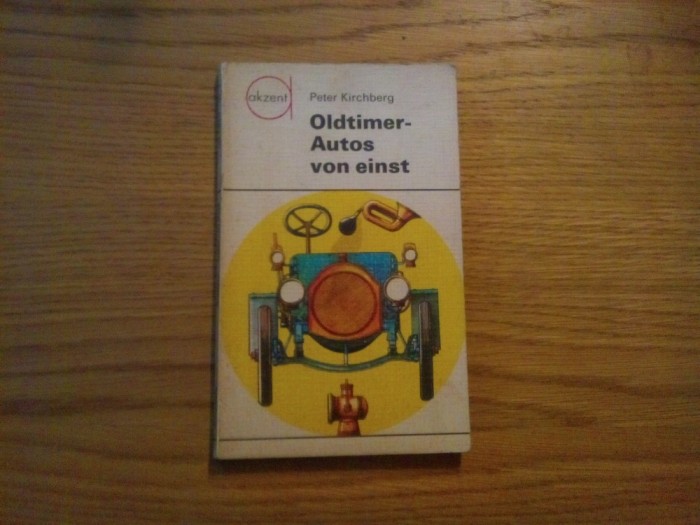 akzent
Peter Kirchberg
Oldtimer-
Autos
von einst